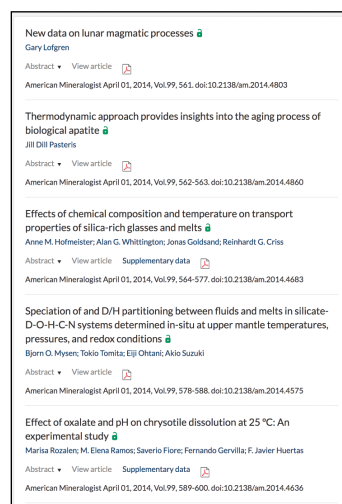 New data on lunar magmatic processes
Gary Lofgren
Abstract ▾ View article
American Mineralogist April 01, 2014, Vol.99, 561. doi:10.2138/am.2014.4803
Thermodynamic approach provides insights into the aging process of
biological apatite
Jill Dill Pasteris
Abstract ▾ View article
American Mineralogist April 01, 2014, Vol.99, 562-563. doi:10.2138/am.2014.4860
Effects of chemical composition and temperature on transport
properties of silica-rich glasses and melts
Anne M. Hofmeister; Alan G. Whittington; Jonas Goldsand; Reinhardt G. Criss
Abstract ▾ View article Supplementary data
American Mineralogist April 01, 2014, Vol.99, 564-577. doi:10.2138/am.2014.4683
Speciation of and D/H partitioning between fluids and melts in silicate-
D-O-H-C-N systems determined in-situ at upper mantle temperatures,
pressures, and redox conditions
Bjorn O. Mysen; Tokio Tomita; Eiji Ohtani; Akio Suzuki
Abstract ▾ View article
American Mineralogist April 01, 2014, Vol.99, 578-588. doi:10.2138/am.2014.4575
Effect of oxalate and pH on chrysotile dissolution at 25 °C: An
experimental study
Marisa Rozalen; M. Elena Ramos; Saverio Fiore; Fernando Gervilla; F. Javier Huertas
Abstract ▾ View article Supplementary data
American Mineralogist April 01, 2014, Vol.99, 589-600. doi:10.2138/am.2014.4636